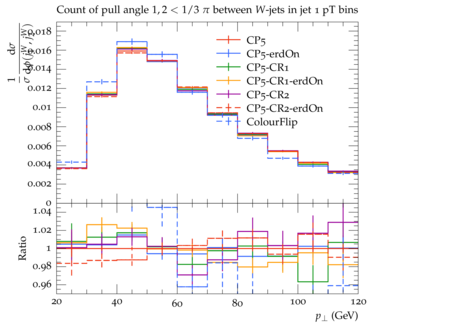 Count of pull angle 1, 2 < 1/3 π between W-jets in jet 1 pT bins
0.018
0.016
0.014
0.012
0.01
0.008
0.006
0.004
0.002
0
CP5
CP5-erdOn
CP5-CR1
CP5-CR1-erdOn
CP5-CR2
CP5-CR2-erdOn
ColourFlip
Ratio
1.04
1.02
1
0.98
0.96
20 40 60 80 100 120
p⊥ (GeV)